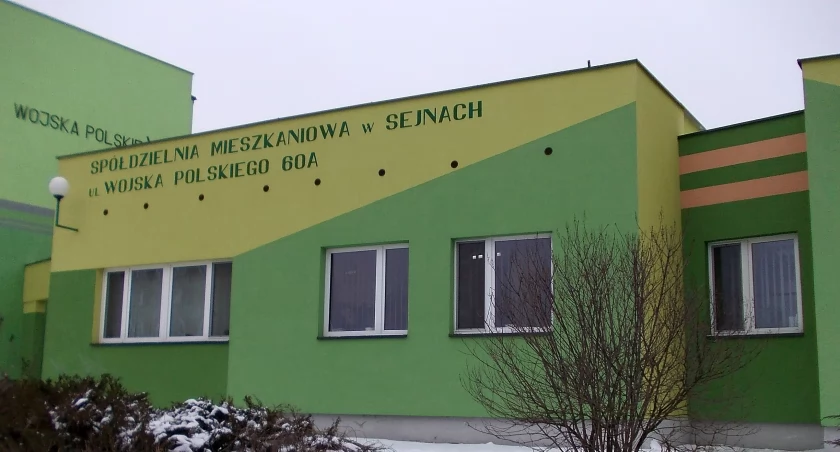 WOJSKA POLSKIE
SPÓŁDZIELNIA MIESZKANIOWA w SEJNACH
ul. WOJSKA POLSKIEGO 60A